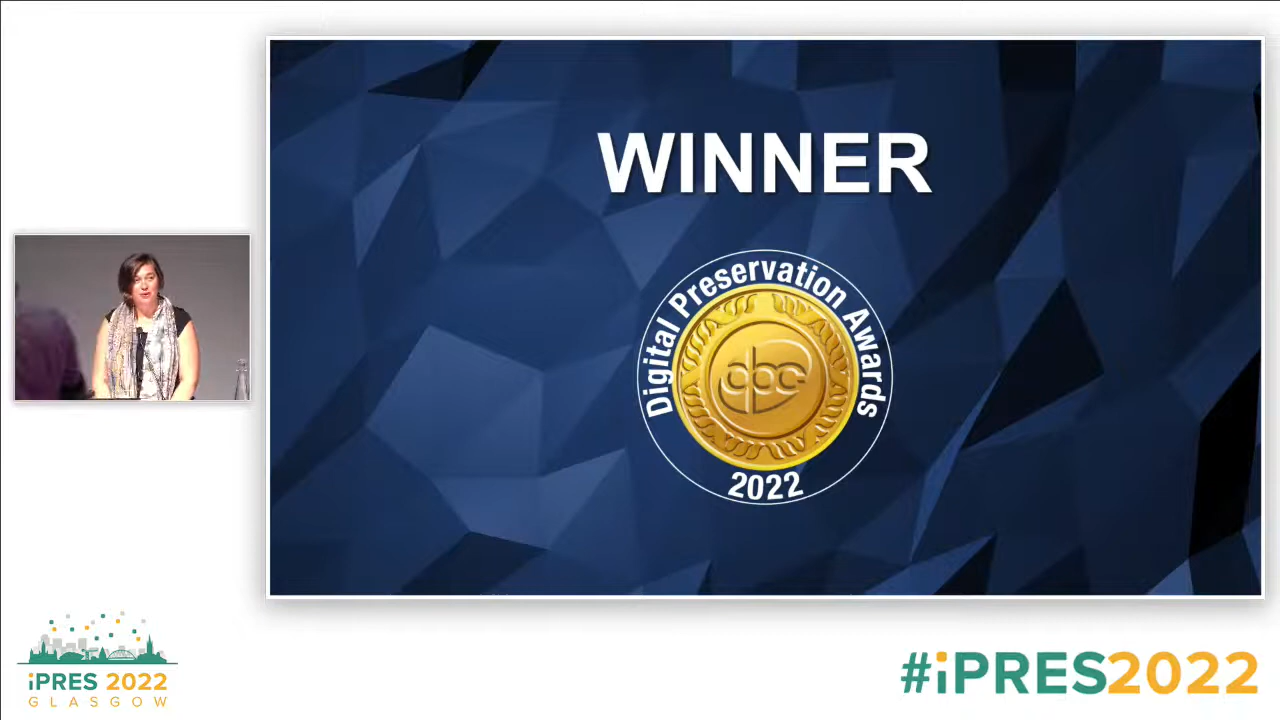 WINNER
Digital Preservation Awards
dpc
2022
iPRES 2022
GLASGOW
#iPRES2022